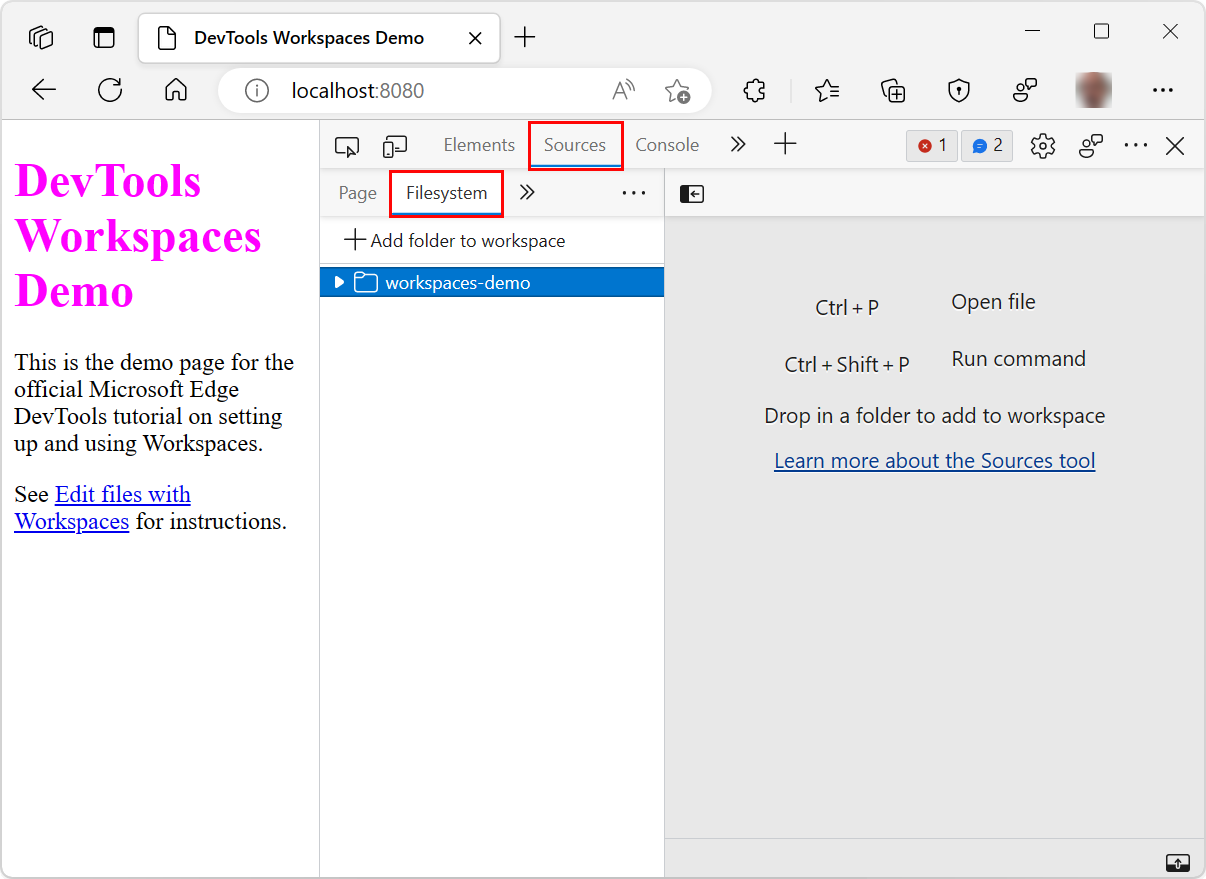 DevTools Workspaces Demo
localhost:8080
Elements Sources Console 1 2
Page Filesystem
Add folder to workspace
workspaces-demo
DevTools
Workspaces
Demo
This is the demo page for the
official Microsoft Edge
DevTools tutorial on setting
up and using Workspaces.
See Edit files with
Workspaces for instructions.
Ctrl + P Open file
Ctrl + Shift + P Run command
Drop in a folder to add to workspace
Learn more about the Sources tool